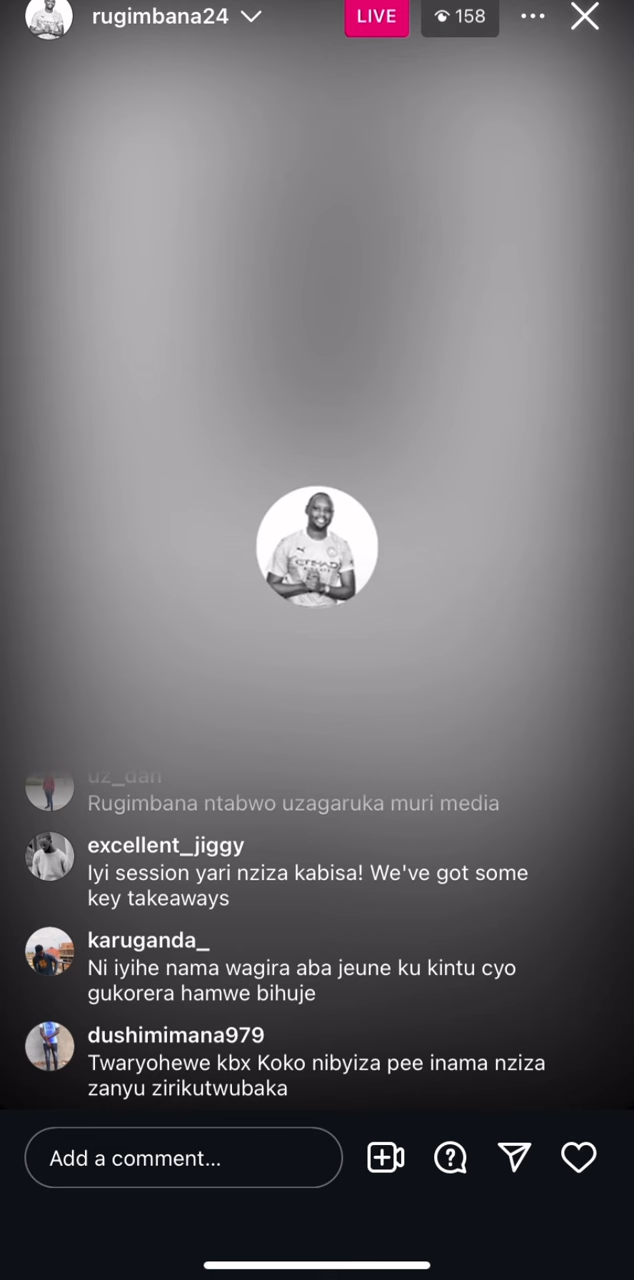 rugimbana24
LIVE
158
uz_dan
Rugimbana ntabwo uzagaruka muri media
excellent_jiggy
Iyi session yari nziza kabisa! We've got some
key takeaways
karuganda_
Ni iyihe nama wagira aba jeune ku kintu cyo
gukorera hamwe bihuje
dushimimana979
Twaryohewe kbx Koko nibyiza pee inama nziza
zanyu zirikutwubaka
Add a comment...